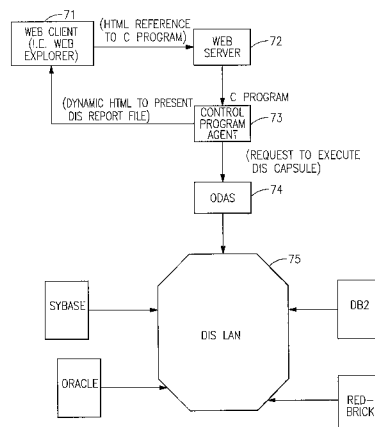 71
WEB CLIENT
(I.E. WEB
EXPLORER)
(HTML REFERENCE
TO C PROGRAM)
WEB
SERVER
72
(DYNAMIC HTML TO PRESENT
DIS REPORT FILE)
C PROGRAM
CONTROL
PROGRAM
AGENT
73
(REQUEST TO EXECUTE
DIS CAPSULE)
ODAS
74
75
SYBASE
DIS LAN
DB2
ORACLE
RED-
BRICK